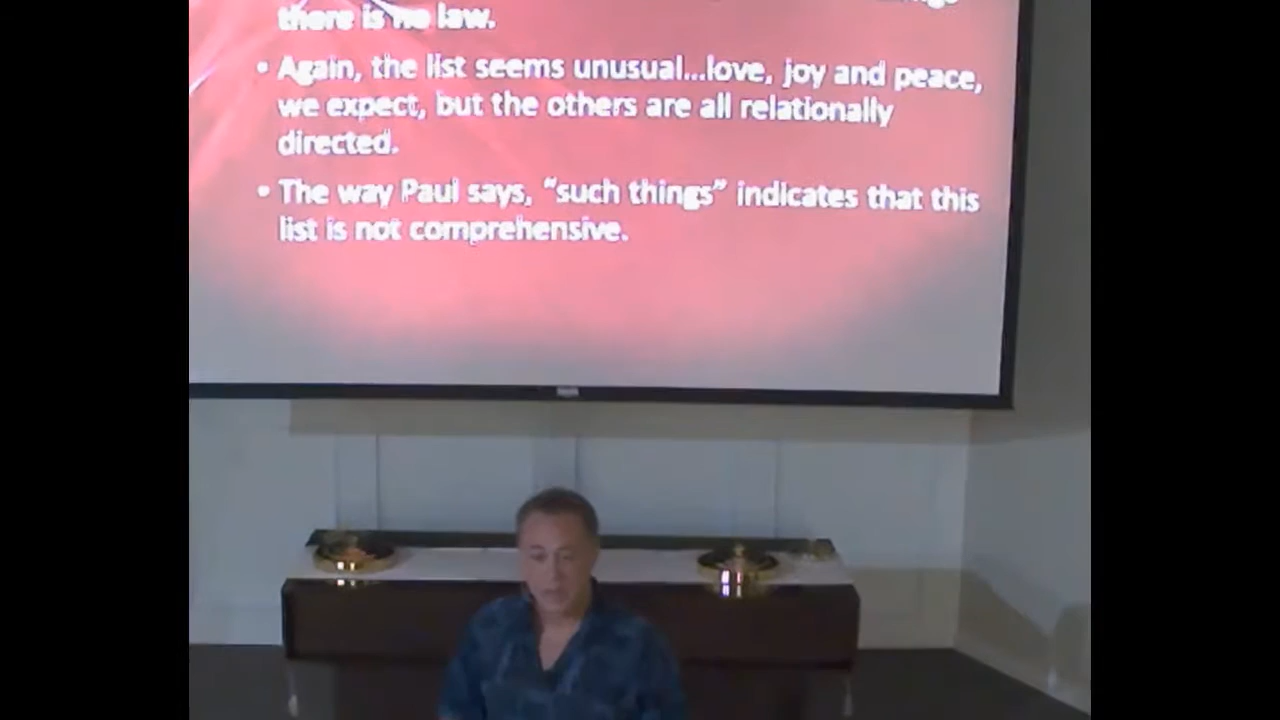 there is no law.
• Again, the list seems unusual...love, joy and peace,
we expect, but the others are all relationally
directed.
• The way Paul says, “such things” indicates that this
list is not comprehensive.